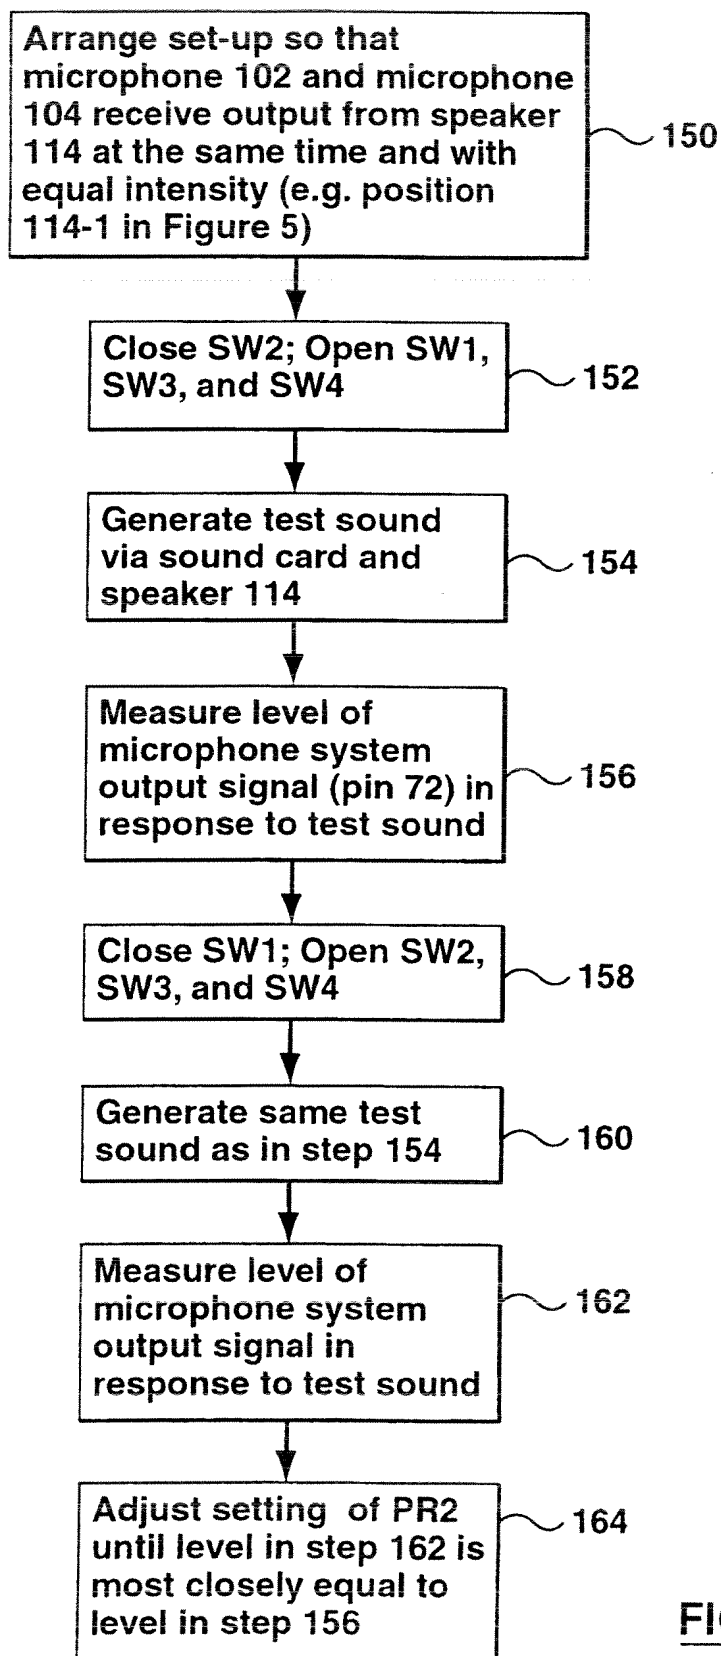 Arrange set-up so that
microphone 102 and microphone
104 receive output from speaker
114 at the same time and with
equal intensity (e.g. position
114-1 in Figure 5)
150
Close SW2; Open SW1,
SW3, and SW4
152
Generate test sound
via sound card and
speaker 114
154
Measure level of
microphone system
output signal (pin 72) in
response to test sound
156
Close SW1; Open SW2,
SW3, and SW4
158
Generate same test
sound as in step 154
160
Measure level of
microphone system
output signal in
response to test sound
162
Adjust setting of PR2
until level in step 162 is
most closely equal to
level in step 156
164